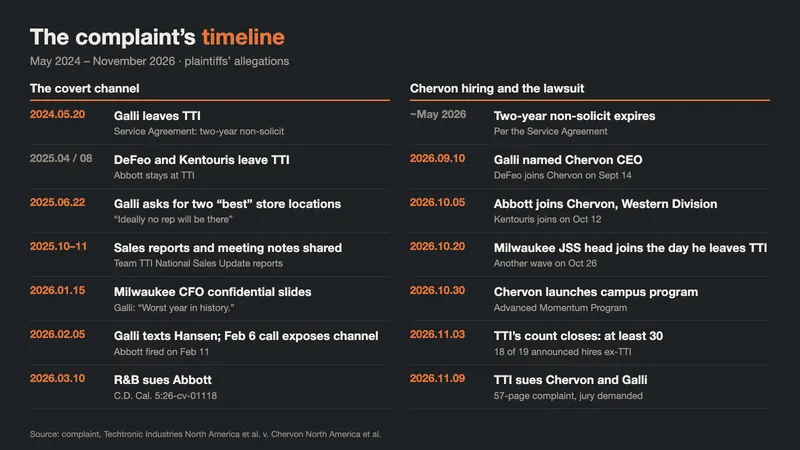 The complaint’s timeline
May 2024 – November 2026 · plaintiffs’ allegations
The covert channel
2024.05.20 Galli leaves TTI
Service Agreement: two-year non-solicit
2025.04 / 08 DeFeo and Kentouris leave TTI
Abbott stays at TTI
2025.06.22 Galli asks for two “best” store locations
“Ideally no rep will be there”
2025.10–11 Sales reports and meeting notes shared
Team TTI National Sales Update reports
2026.01.15 Milwaukee CFO confidential slides
Galli: “Worst year in history.”
2026.02.05 Galli texts Hansen; Feb 6 call exposes channel
Abbott fired on Feb 11
2026.03.10 R&B sues Abbott
C.D. Cal. 5:26-cv-01118
Chervon hiring and the lawsuit
~May 2026 Two-year non-solicit expires
Per the Service Agreement
2026.09.10 Galli named Chervon CEO
DeFeo joins Chervon on Sept 14
2026.10.05 Abbott joins Chervon, Western Division
Kentouris joins on Oct 12
2026.10.20 Milwaukee JSS head joins the day he leaves TTI
Another wave on Oct 26
2026.10.30 Chervon launches campus program
Advanced Momentum Program
2026.11.03 TTI’s count closes: at least 30
18 of 19 announced hires ex-TTI
2026.11.09 TTI sues Chervon and Galli
57-page complaint, jury demanded
Source: complaint, Techtronic Industries North America et al. v. Chervon North America et al.